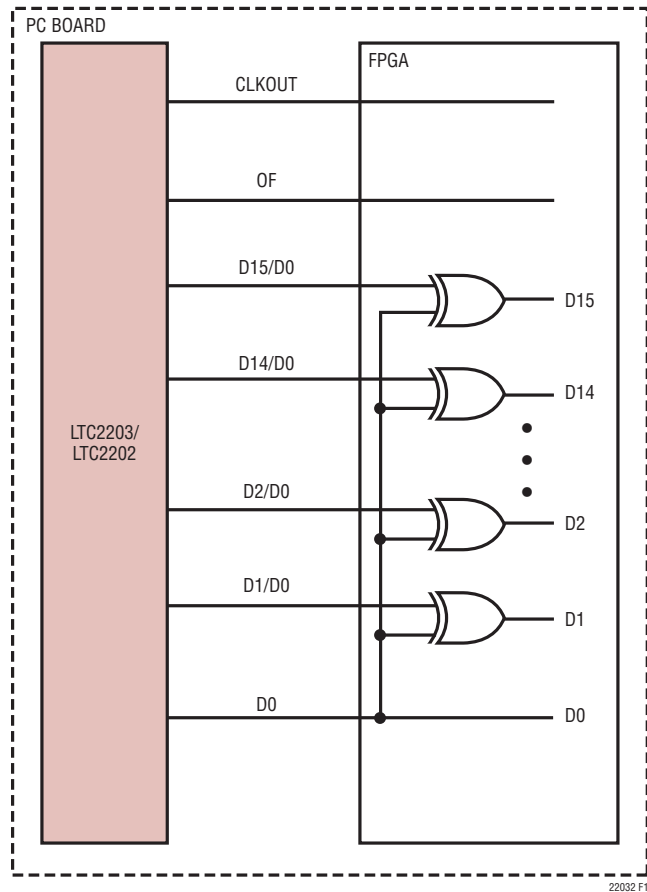 PC BOARD
FPGA
CLKOUT
OF
D15/D0
D15
D14/D0
D14
LTC2203/
LTC2202
D2/D0
D2
D1/D0
D1
D0
D0
22032 F1